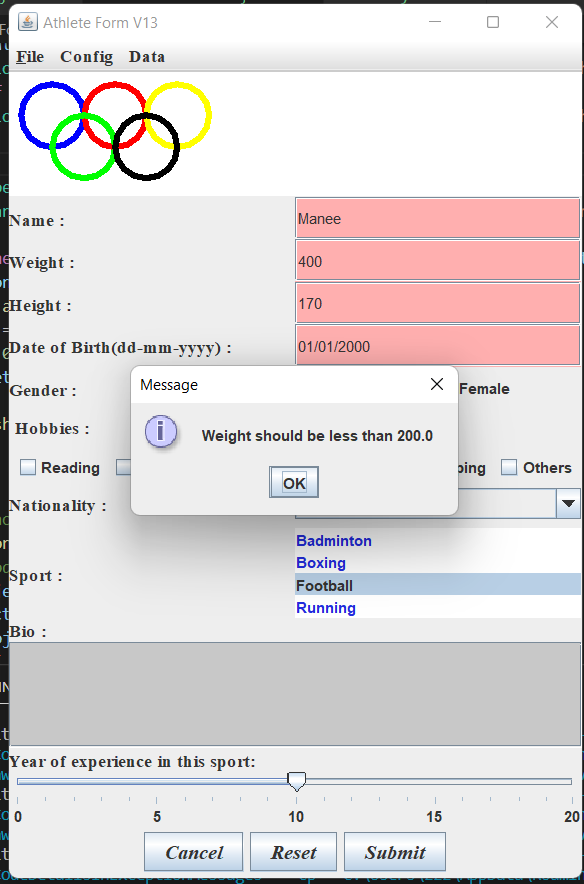 Athlete Form V13
File Config Data
Name :
Manee
Weight :
400
Height :
170
Date of Birth(dd-mm-yyyy) :
01/01/2000
Gender :
Female
Message
Weight should be less than 200.0
OK
Hobbies :
Reading
Others
Nationality :
Sport :
Badminton
Boxing
Football
Running
Bio :
Year of experience in this sport:
0 5 10 15 20
Cancel Reset Submit